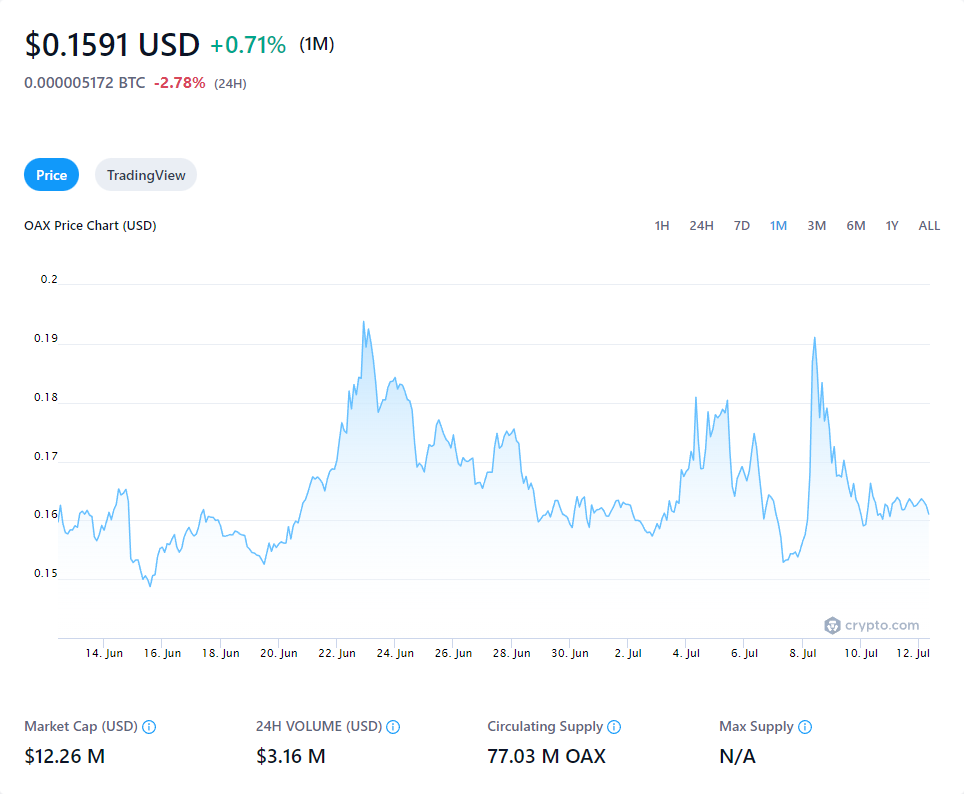 $0.1591 USD +0.71% (1M)
0.000005172 BTC -2.78% (24H)
Price TradingView
OAX Price Chart (USD) 1H 24H 7D 1M 3M 6M 1Y ALL
0.2
0.19
0.18
0.17
0.16
0.15
crypto.com
14. Jun 16. Jun 18. Jun 20. Jun 22. Jun 24. Jun 26. Jun 28. Jun 30. Jun 2. Jul 4. Jul 6. Jul 8. Jul 10. Jul 12. Jul
Market Cap (USD) 24H VOLUME (USD) Circulating Supply Max Supply
$12.26 M $3.16 M 77.03 M OAX N/A